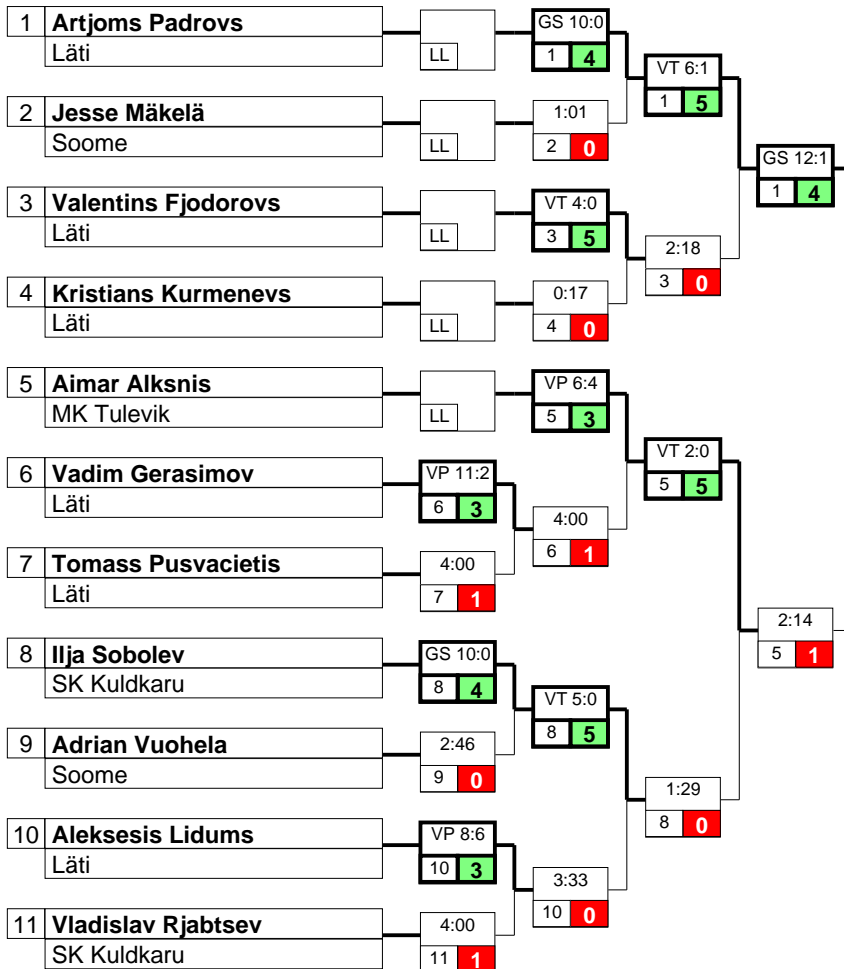 1 Artjoms Padrovs
Läti
LL
GS 10:0
1 4
VT 6:1
1 5
2 Jesse Mäkelä
Soome
LL
1:01
2 0
GS 12:1
1 4
3 Valentins Fjodorovs
Läti
LL
VT 4:0
3 5
2:18
3 0
4 Kristians Kurmenevs
Läti
LL
0:17
4 0
5 Aimar Alksnis
MK Tulevik
LL
VP 6:4
5 3
VT 2:0
5 5
6 Vadim Gerasimov
Läti
VP 11:2
6 3
4:00
6 1
7 Tomass Pusvacietis
Läti
4:00
7 1
2:14
5 1
8 Ilja Sobolev
SK Kuldkaru
GS 10:0
8 4
VT 5:0
8 5
9 Adrian Vuohela
Soome
2:46
9 0
1:29
8 0
10 Aleksesis Lidums
Läti
VP 8:6
10 3
3:33
10 0
11 Vladislav Rjabtsev
SK Kuldkaru
4:00
11 1